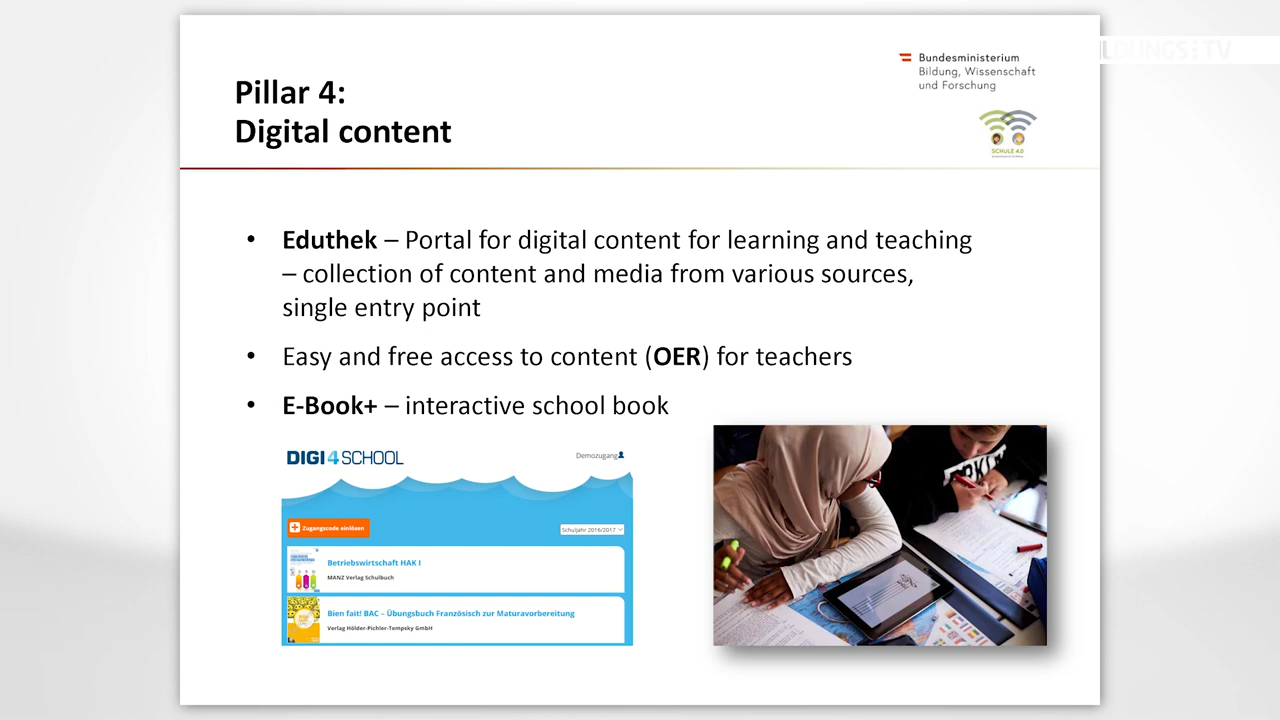 LDUNGS TV
Bundesministerium
Bildung, Wissenschaft
und Forschung
Pillar 4:
Digital content
SCHULE 4.0
• Eduthek – Portal for digital content for learning and teaching
– collection of content and media from various sources,
single entry point
• Easy and free access to content (OER) for teachers
• E-Book+ – interactive school book
DIGI4SCHOOL
Demozugang
Zugangscode einlösen
Schuljahr 2016/2017
Betriebswirtschaft HAK I
MANZ Verlag Schulbuch
Bien fait! BAC – Übungsbuch Französisch zur Maturavorbereitung
Verlag Hölder-Pichler-Tempsky GmbH